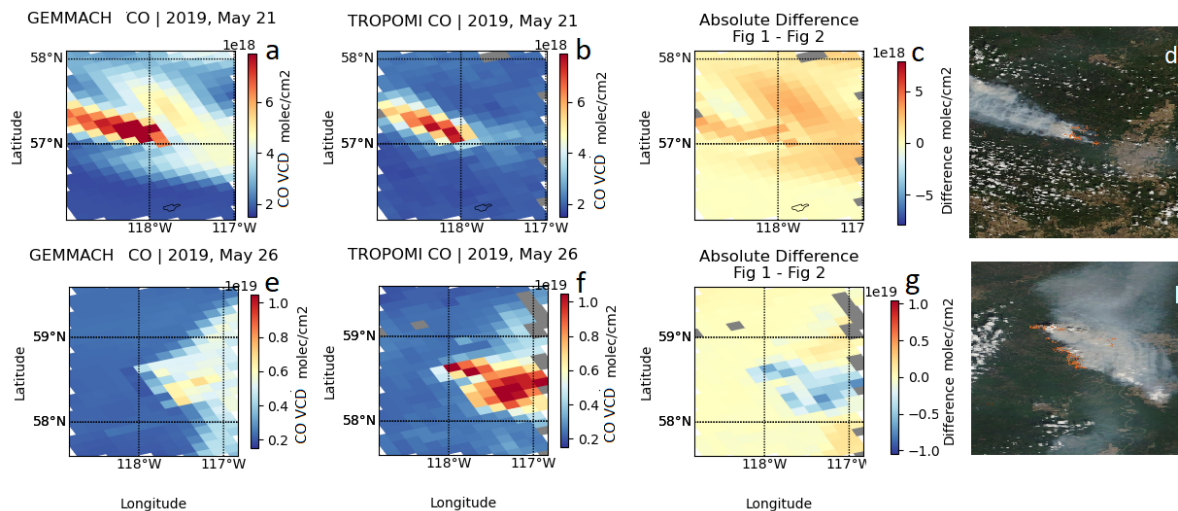 GEMMACH   CO | 2019, May 21
1e18
a
58°N
57°N
118°W
117°W
Latitude
6
4
2
CO VCD  molec/cm2
TROPOMI CO | 2019, May 21
1e18
b
58°N
57°N
118°W
117°W
Latitude
6
4
2
CO VCD  molec/cm2
Absolute Difference
Fig 1 - Fig 2
1e18
c
118°W
117°W
5
0
−5
Difference  molec/cm2
d
GEMMACH   CO | 2019, May 26
1e19
e
59°N
58°N
118°W
117°W
Latitude
Longitude
1.0
0.8
0.6
0.4
0.2
CO VCD  molec/cm2
TROPOMI CO | 2019, May 26
1e19
f
59°N
58°N
118°W
117°W
Latitude
Longitude
1.0
0.8
0.6
0.4
0.2
CO VCD  molec/cm2
Absolute Difference
Fig 1 - Fig 2
1e19
g
118°W
117°W
Longitude
1.0
0.5
0.0
−0.5
−1.0
Difference  molec/cm2